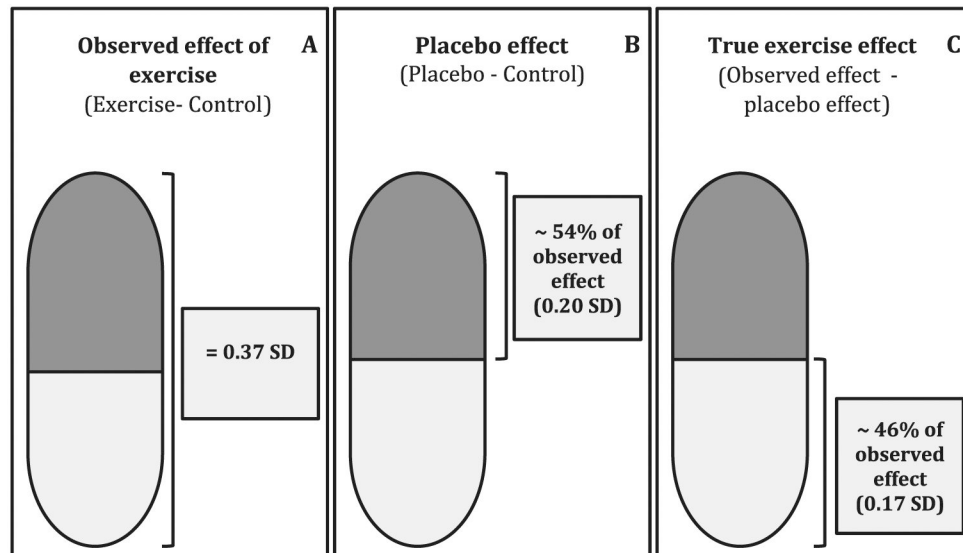 Observed effect of A
exercise
(Exercise- Control)
= 0.37 SD
Placebo effect B
(Placebo - Control)
~ 54% of
observed
effect
(0.20 SD)
True exercise effect C
(Observed effect -
placebo effect)
~ 46% of
observed
effect
(0.17 SD)